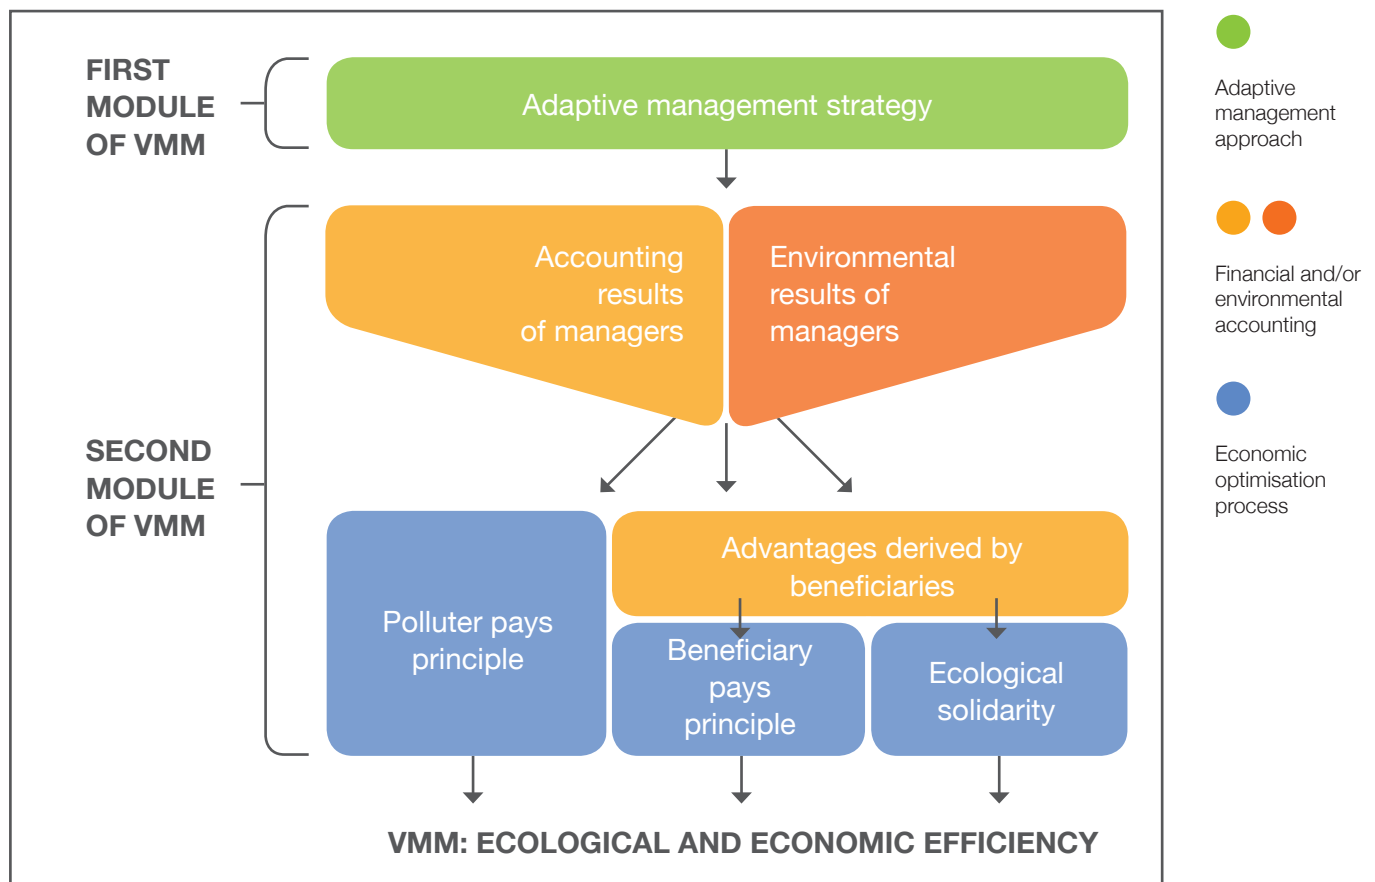 FIRST
MODULE
OF VMM
Adaptive management strategy
Accounting
results
of managers
Environmental
results of
managers
SECOND
MODULE
OF VMM
Polluter pays
principle
Advantages derived by
beneficiaries
Beneficiary
pays
principle
Ecological
solidarity
VMM: ECOLOGICAL AND ECONOMIC EFFICIENCY
Adaptive
management
approach
Financial and/or
environmental
accounting
Economic
optimisation
process